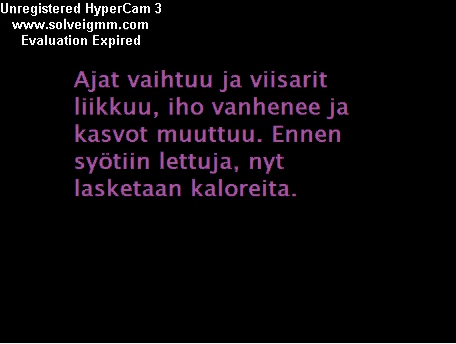 Unregistered HyperCam 3
www.solveigmm.com
Evaluation Expired
Ajat vaihtuu ja viisarit
liikkuu, iho vanhenee ja
kasvot muuttuu. Ennen
syötiin lettuja, nyt
lasketaan kaloreita.